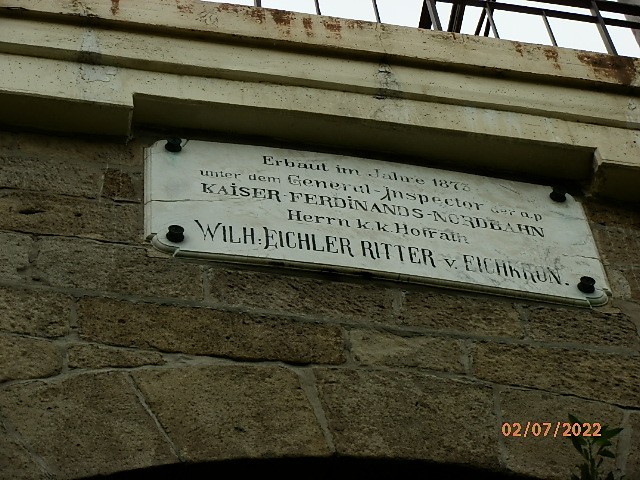 Erbaut im Jahre 1873
unter dem General-Inspector der a.p
KAISER-FERDINANDS-NORDBAHN
Herrn k.k. Hofrath
WILH: EICHLER RITTER v. EICHKRON.
02/07/2022